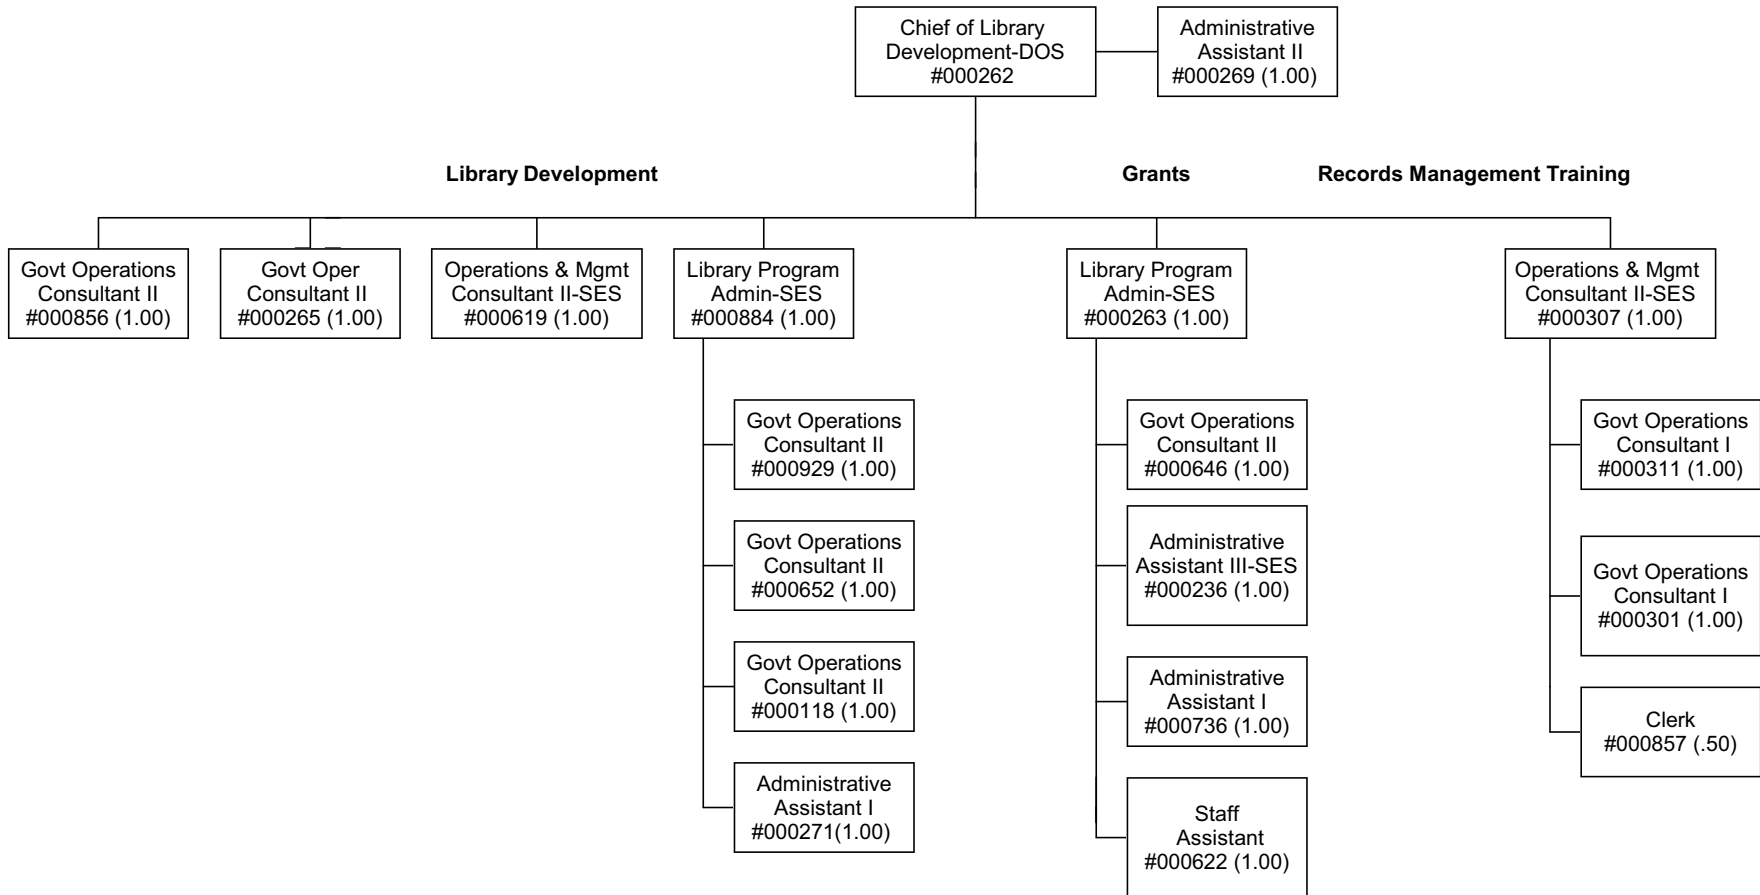 Chief of Library
Development-DOS
#000262
Administrative
Assistant II
#000269 (1.00)
Library Development
Grants
Records Management Training
Govt Operations
Consultant II
#000856 (1.00)
Govt Oper
Consultant II
#000265 (1.00)
Operations & Mgmt
Consultant II-SES
#000619 (1.00)
Library Program
Admin-SES
#000884 (1.00)
Library Program
Admin-SES
#000263 (1.00)
Operations & Mgmt
Consultant II-SES
#000307 (1.00)
Govt Operations
Consultant II
#000929 (1.00)
Govt Operations
Consultant II
#000652 (1.00)
Govt Operations
Consultant II
#000118 (1.00)
Administrative
Assistant I
#000271(1.00)
Govt Operations
Consultant II
#000646 (1.00)
Administrative
Assistant III-SES
#000236 (1.00)
Administrative
Assistant I
#000736 (1.00)
Staff
Assistant
#000622 (1.00)
Govt Operations
Consultant I
#000311 (1.00)
Govt Operations
Consultant I
#000301 (1.00)
Clerk
#000857 (.50)